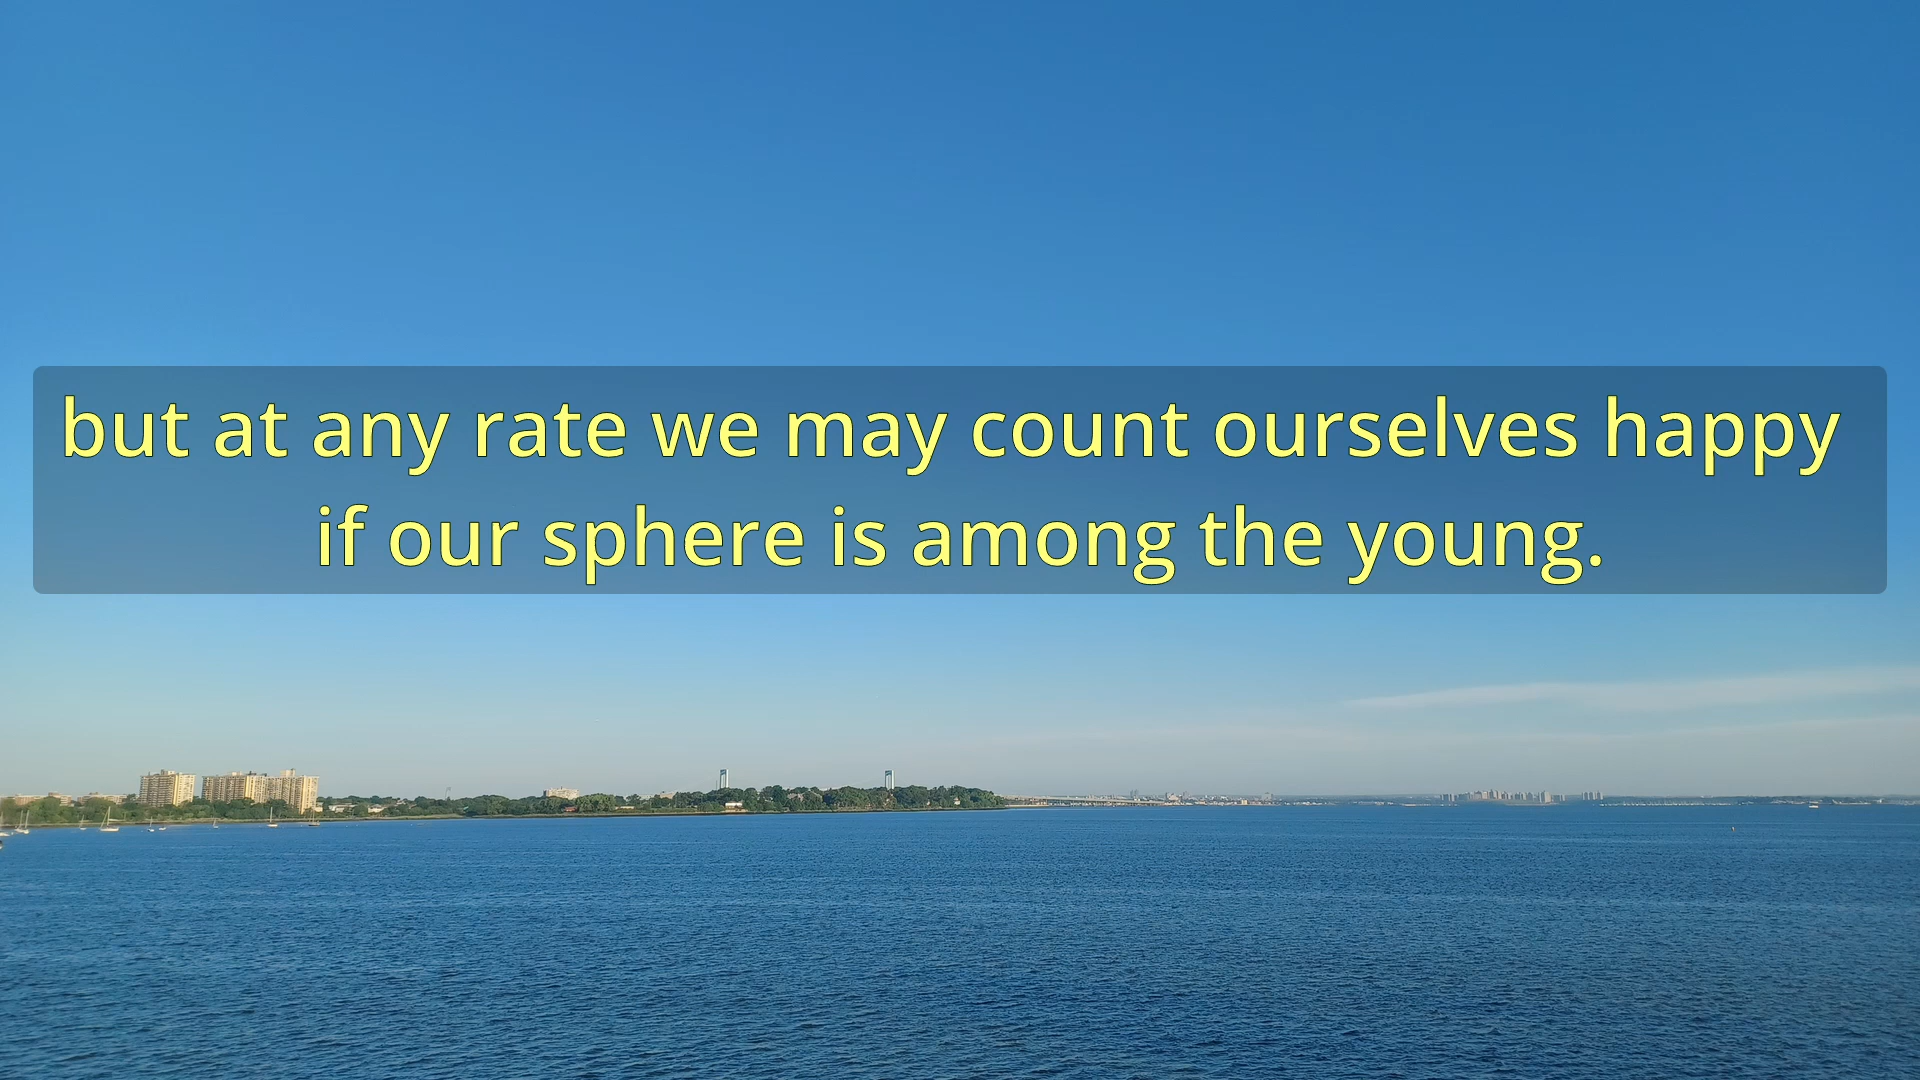 but at any rate we may count ourselves happy
if our sphere is among the young.